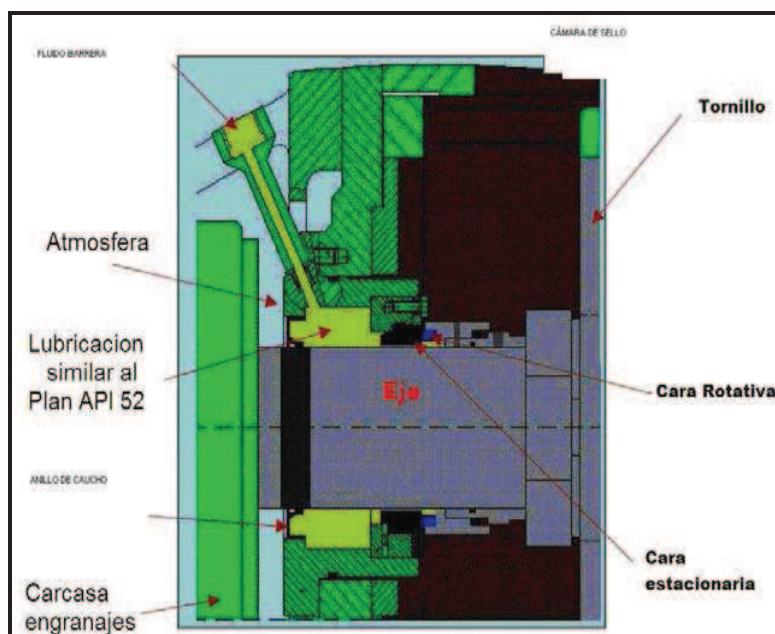 CÂMARA DE SELLO
FLUIDO BARRERA
Tornillo
Atmosfera
Lubricacion
similar al
Plan API 52
Eje
Cara Rotativa
ANILLO DE CAUCHO
Cara
estacionaria
Carcasa
engranajes